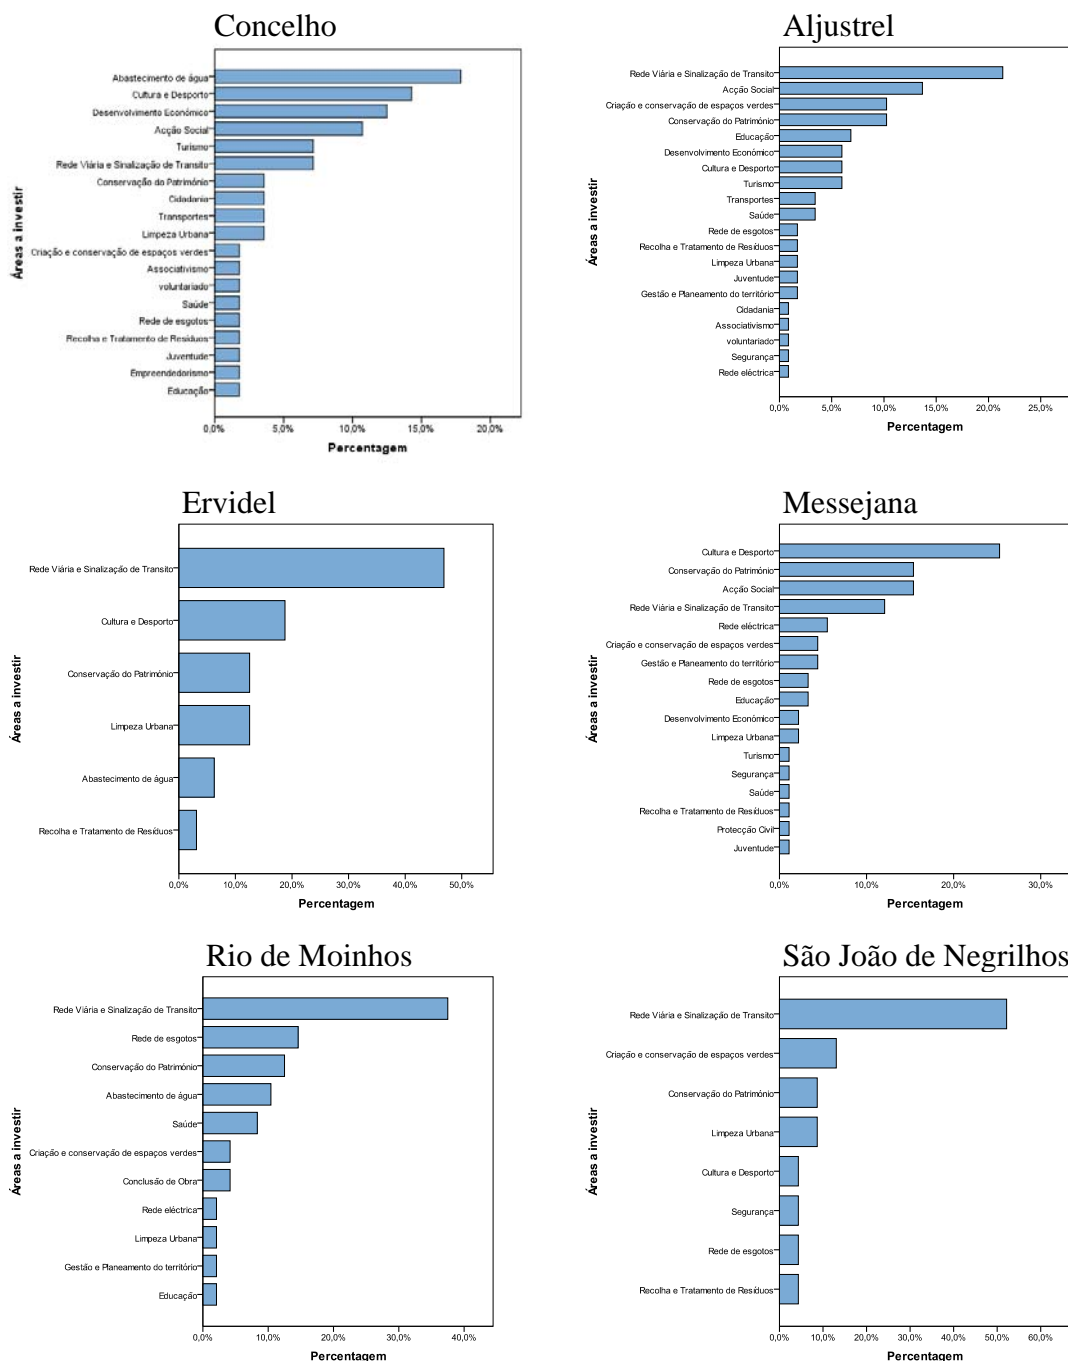 Concelho
Áreas a investir
Abastecimento de água
Cultura e Desporto
Desenvolvimento Económico
Acção Social
Turismo
Rede Viária e Sinalização de Transito
Conservação do Património
Cidadania
Transportes
Limpeza Urbana
Criação e conservação de espaços verdes
Associativismo
voluntariado
Saúde
Rede de esgotos
Recolha e Tratamento de Resíduos
Juventude
Empreendedorismo
Educação
0,0% 5,0% 10,0% 15,0% 20,0%
Percentagem
Aljustrel
Áreas a investir
Rede Viária e Sinalização de Transito
Acção Social
Criação e conservação de espaços verdes
Conservação do Património
Educação
Desenvolvimento Económico
Cultura e Desporto
Turismo
Transportes
Saúde
Rede de esgotos
Recolha e Tratamento de Resíduos
Limpeza Urbana
Juventude
Gestão e Planeamento do território
Cidadania
Associativismo
voluntariado
Segurança
Rede eléctrica
0,0% 5,0% 10,0% 15,0% 20,0% 25,0%
Percentagem
Ervidel
Áreas a investir
Rede Viária e Sinalização de Transito
Cultura e Desporto
Conservação do Património
Limpeza Urbana
Abastecimento de água
Recolha e Tratamento de Resíduos
0,0% 10,0% 20,0% 30,0% 40,0% 50,0%
Percentagem
Messejana
Áreas a investir
Cultura e Desporto
Conservação do Património
Acção Social
Rede Viária e Sinalização de Transito
Rede eléctrica
Criação e conservação de espaços verdes
Gestão e Planeamento do território
Rede de esgotos
Educação
Desenvolvimento Económico
Limpeza Urbana
Turismo
Segurança
Saúde
Recolha e Tratamento de Resíduos
Protecção Civil
Juventude
0,0% 10,0% 20,0% 30,0%
Percentagem
Rio de Moinhos
Áreas a investir
Rede Viária e Sinalização de Transito
Rede de esgotos
Conservação do Património
Abastecimento de água
Saúde
Criação e conservação de espaços verdes
Conclusão de Obra
Rede eléctrica
Limpeza Urbana
Gestão e Planeamento do território
Educação
0,0% 10,0% 20,0% 30,0% 40,0%
Percentagem
São João de Negrilhos
Áreas a investir
Rede Viária e Sinalização de Transito
Criação e conservação de espaços verdes
Conservação do Património
Limpeza Urbana
Cultura e Desporto
Segurança
Rede de esgotos
Recolha e Tratamento de Resíduos
0,0% 10,0% 20,0% 30,0% 40,0% 50,0% 60,0%
Percentagem